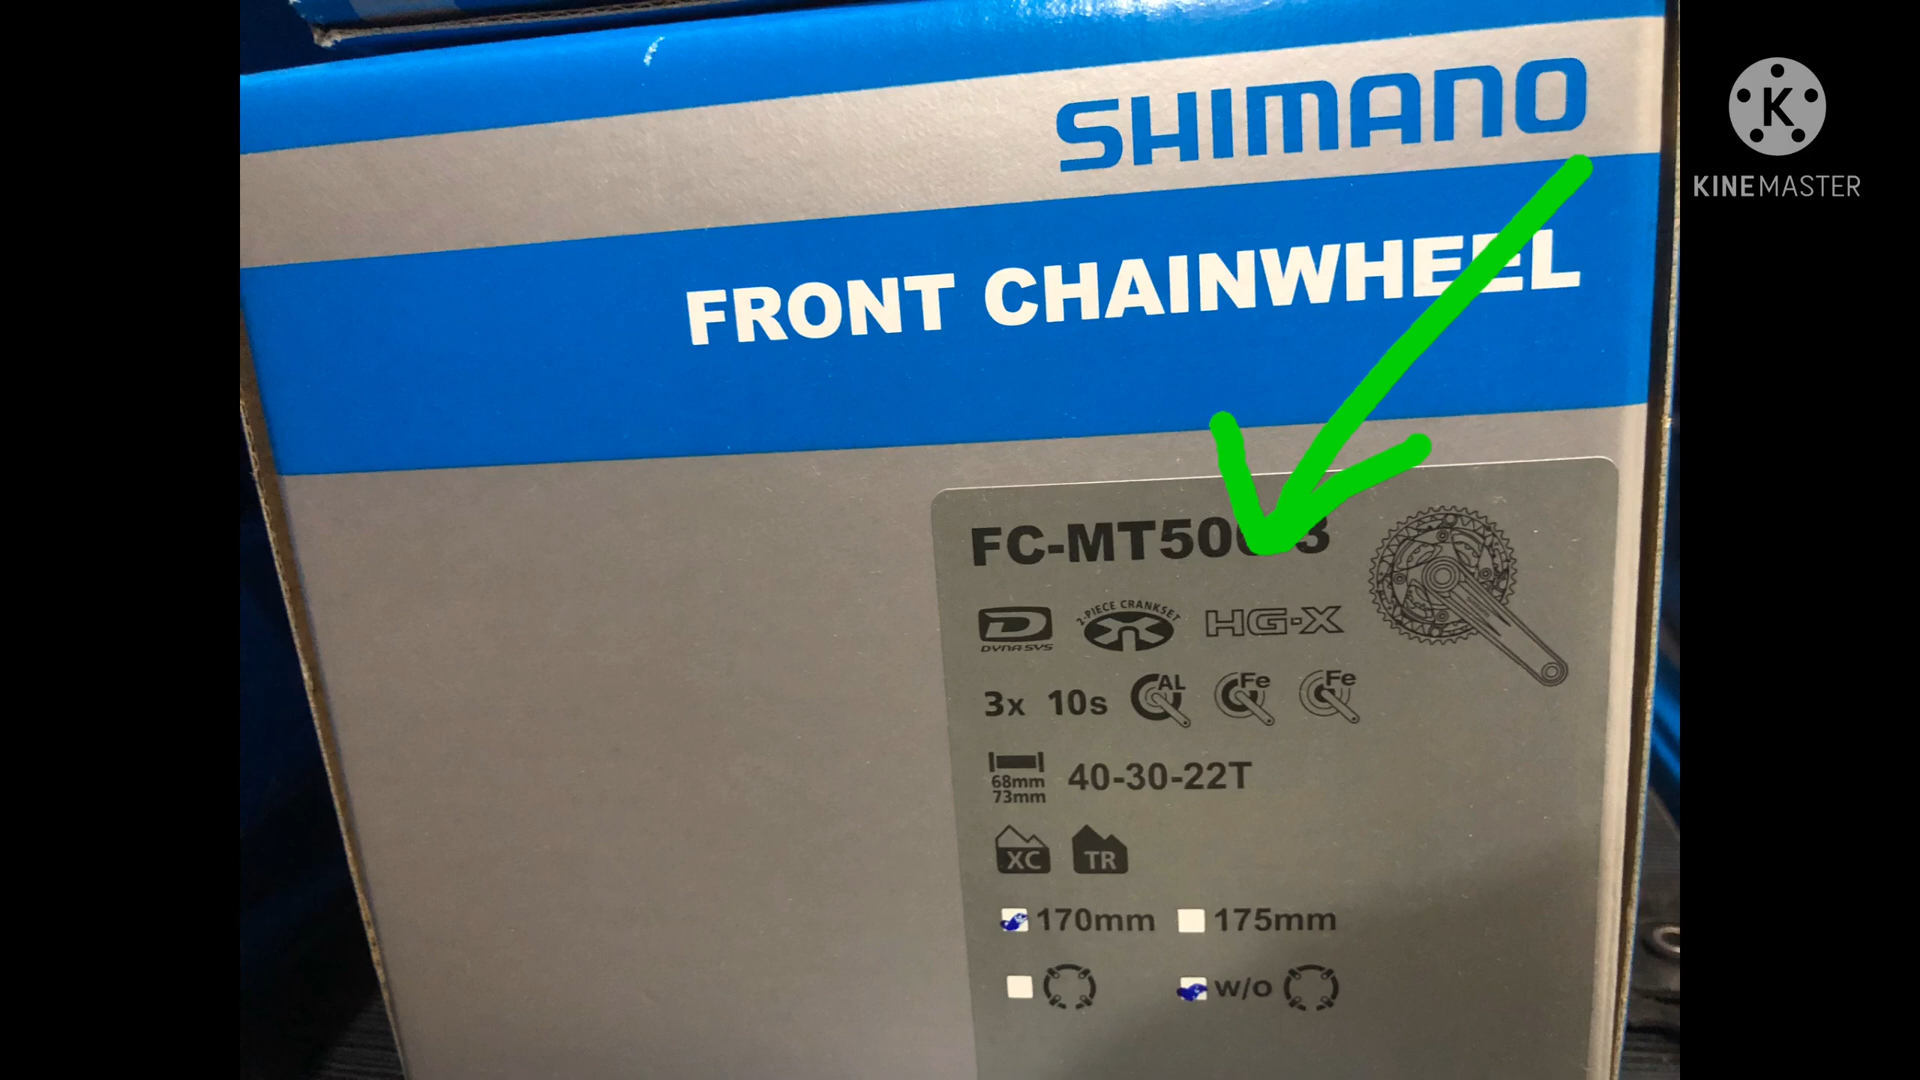 SHIMANO
KINEMASTER
FRONT CHAINWHEEL
DYNA SYS
2-PIECE CRANKSET
HG-X
3x 10s AL Fe Fe
68mm
73mm
40-30-22T
XC TR
170mm 175mm
w/o